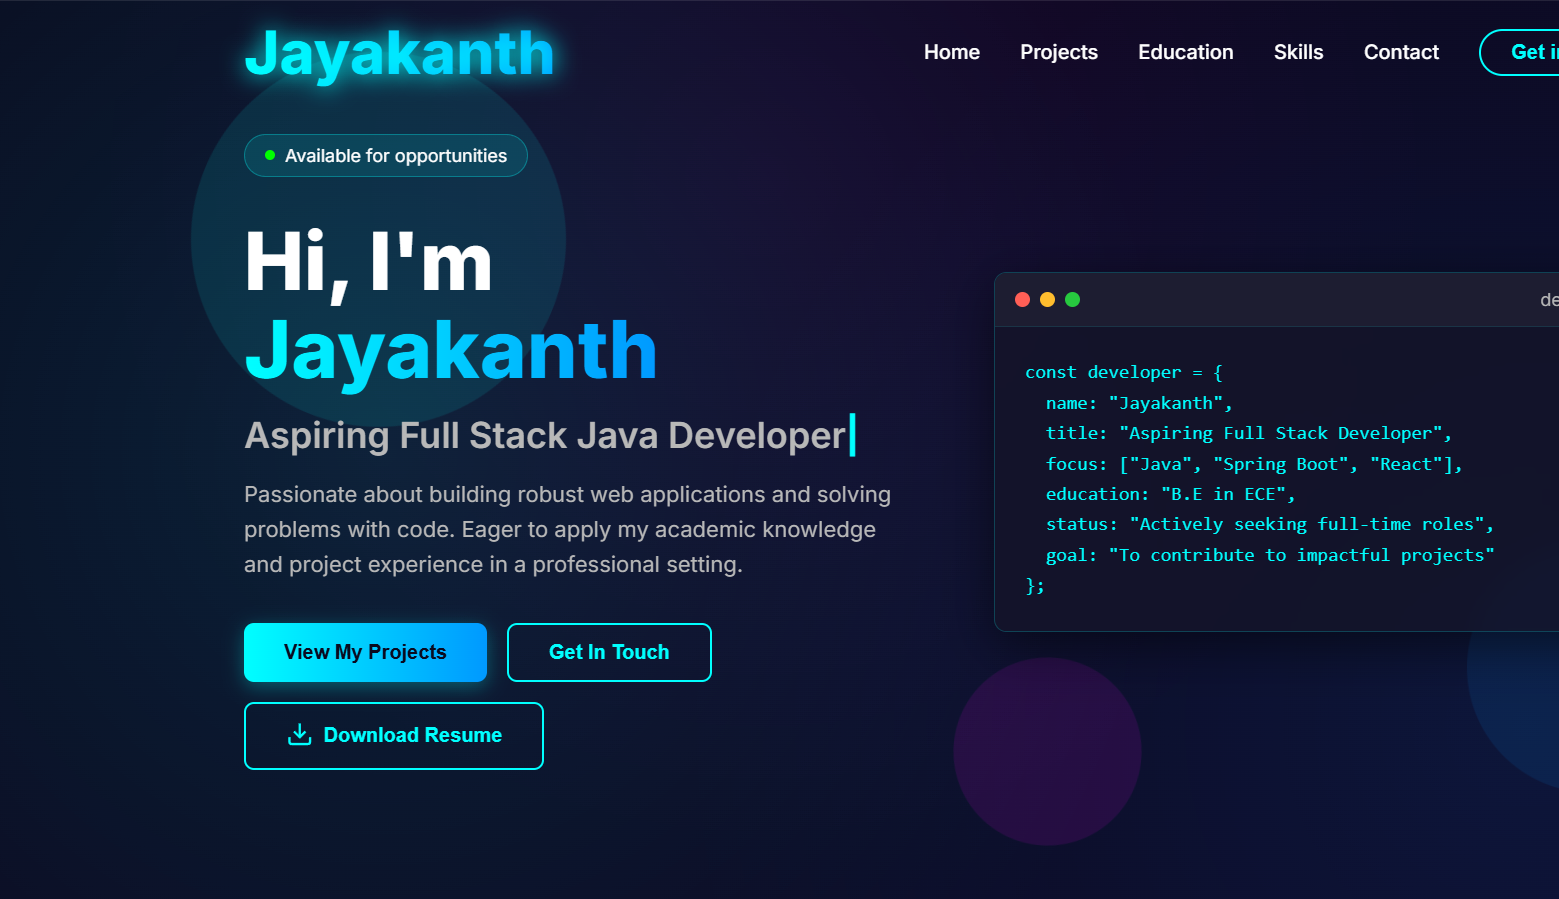 Jayakanth
Home
Projects
Education
Skills
Contact
Get
Available for opportunities
Hi, I'm
Jayakanth
Aspiring Full Stack Java Developer
Passionate about building robust web applications and solving
problems with code. Eager to apply my academic knowledge
and project experience in a professional setting.
View My Projects
Get In Touch
Download Resume
const developer = {
name: "Jayakanth",
title: "Aspiring Full Stack Developer",
focus: ["Java", "Spring Boot", "React"],
education: "B.E in ECE",
status: "Actively seeking full-time roles",
goal: "To contribute to impactful projects"
};